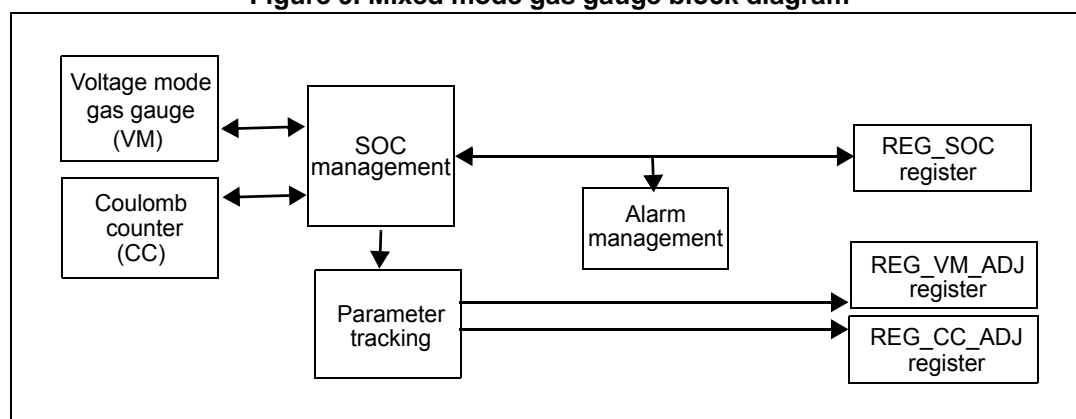 Figure 9. Mixed mode gas gauge block diagram
Voltage mode
gas gauge
(VM)
SOC
management
REG_SOC
register
Coulomb
counter
(CC)
Alarm
management
Parameter
tracking
REG_VM_ADJ
register
REG_CC_ADJ
register